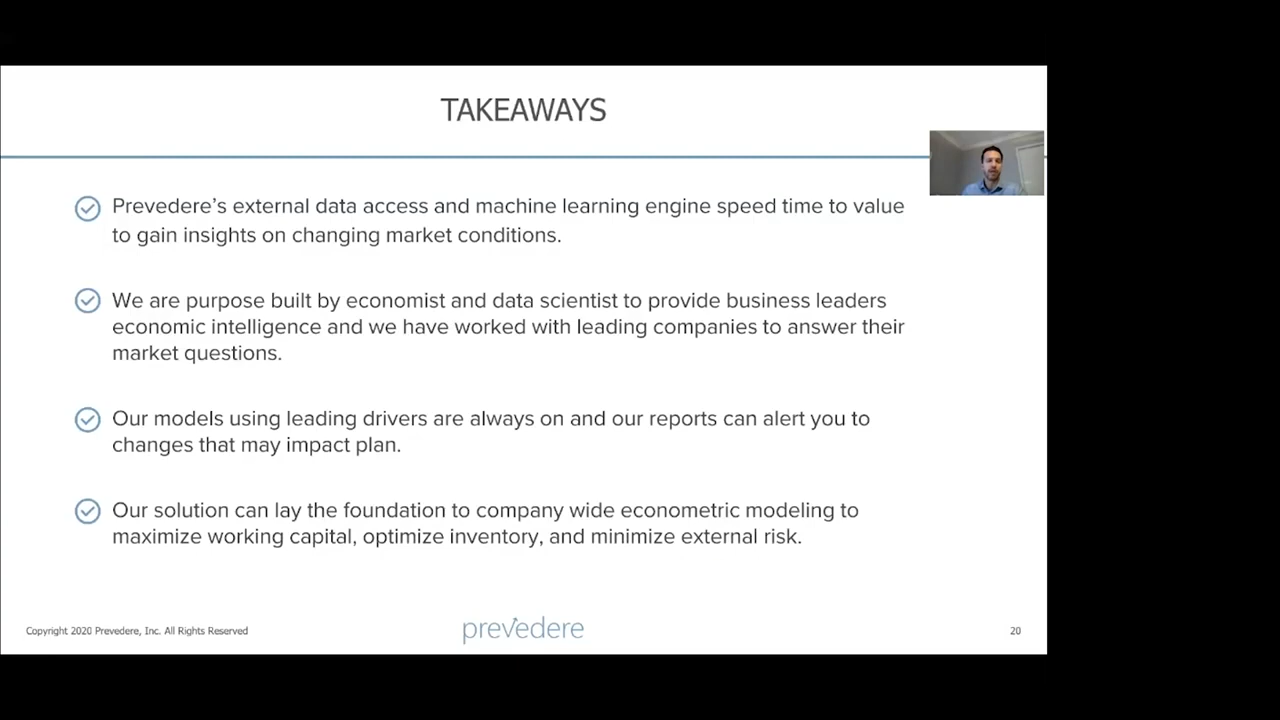 TAKEAWAYS
Prevedere’s external data access and machine learning engine speed time to value
to gain insights on changing market conditions.
We are purpose built by economist and data scientist to provide business leaders
economic intelligence and we have worked with leading companies to answer their
market questions.
Our models using leading drivers are always on and our reports can alert you to
changes that may impact plan.
Our solution can lay the foundation to company wide econometric modeling to
maximize working capital, optimize inventory, and minimize external risk.
Copyright 2020 Prevedere, Inc. All Rights Reserved
prevedere
20